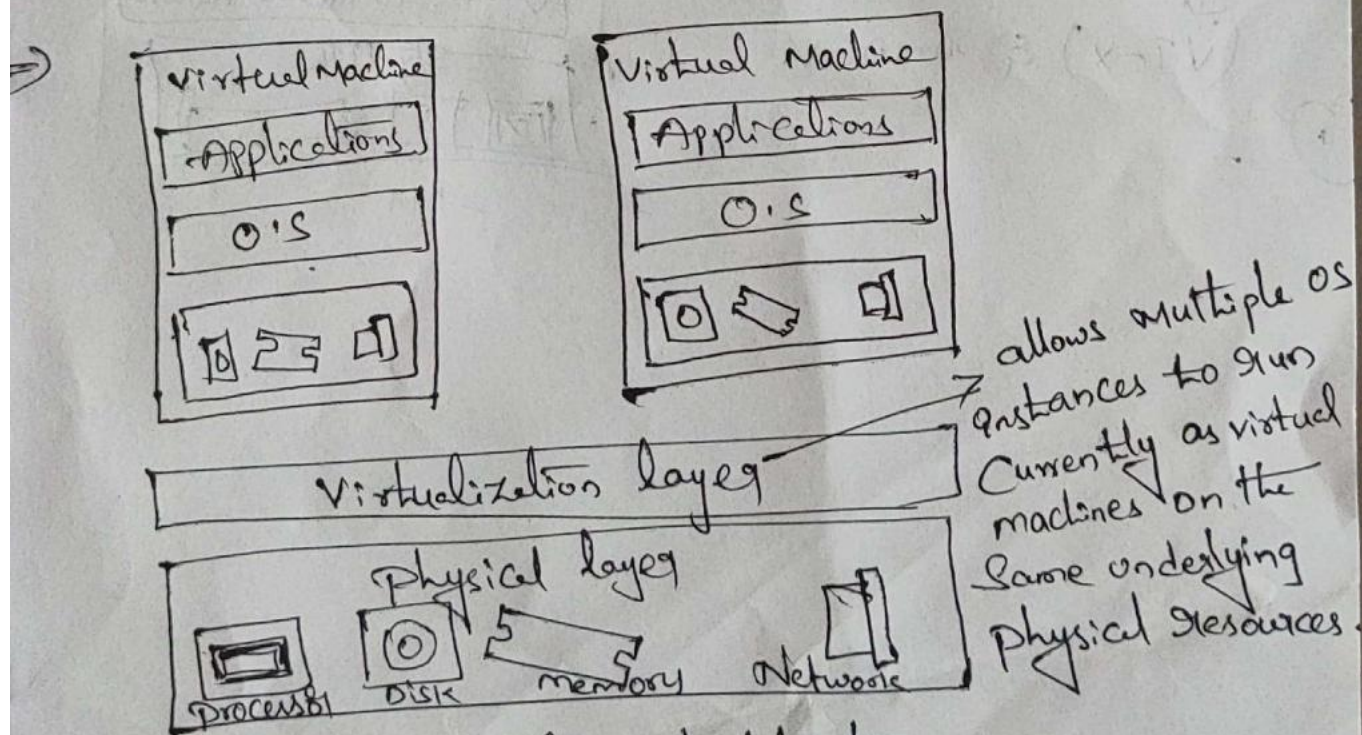 ⇒
Virtual Machine
Applications
O.S
Virtual Machine
Applications
O.S
Virtualization layer
allows multiple OS
instances to run
Currently as virtual
machines on the
Same underlying
physical resources.
Physical layer
Processor
Disk
memory
Network